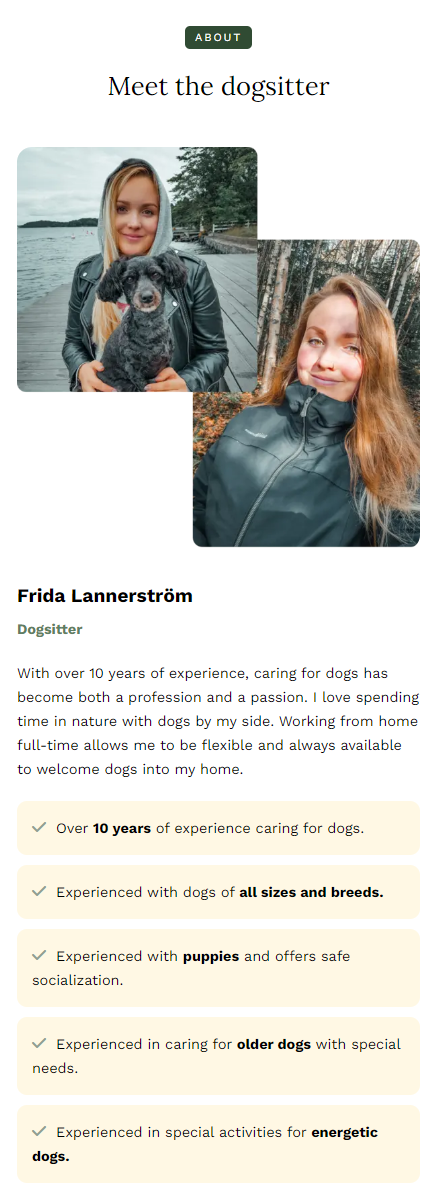 ABOUT
Meet the dogsitter
Frida Lannerström
Dogsitter
With over 10 years of experience, caring for dogs has
become both a profession and a passion. I love spending
time in nature with dogs by my side. Working from home
full-time allows me to be flexible and always available
to welcome dogs into my home.
Over 10 years of experience caring for dogs.
Experienced with dogs of all sizes and breeds.
Experienced with puppies and offers safe
socialization.
Experienced in caring for older dogs with special
needs.
Experienced in special activities for energetic
dogs.